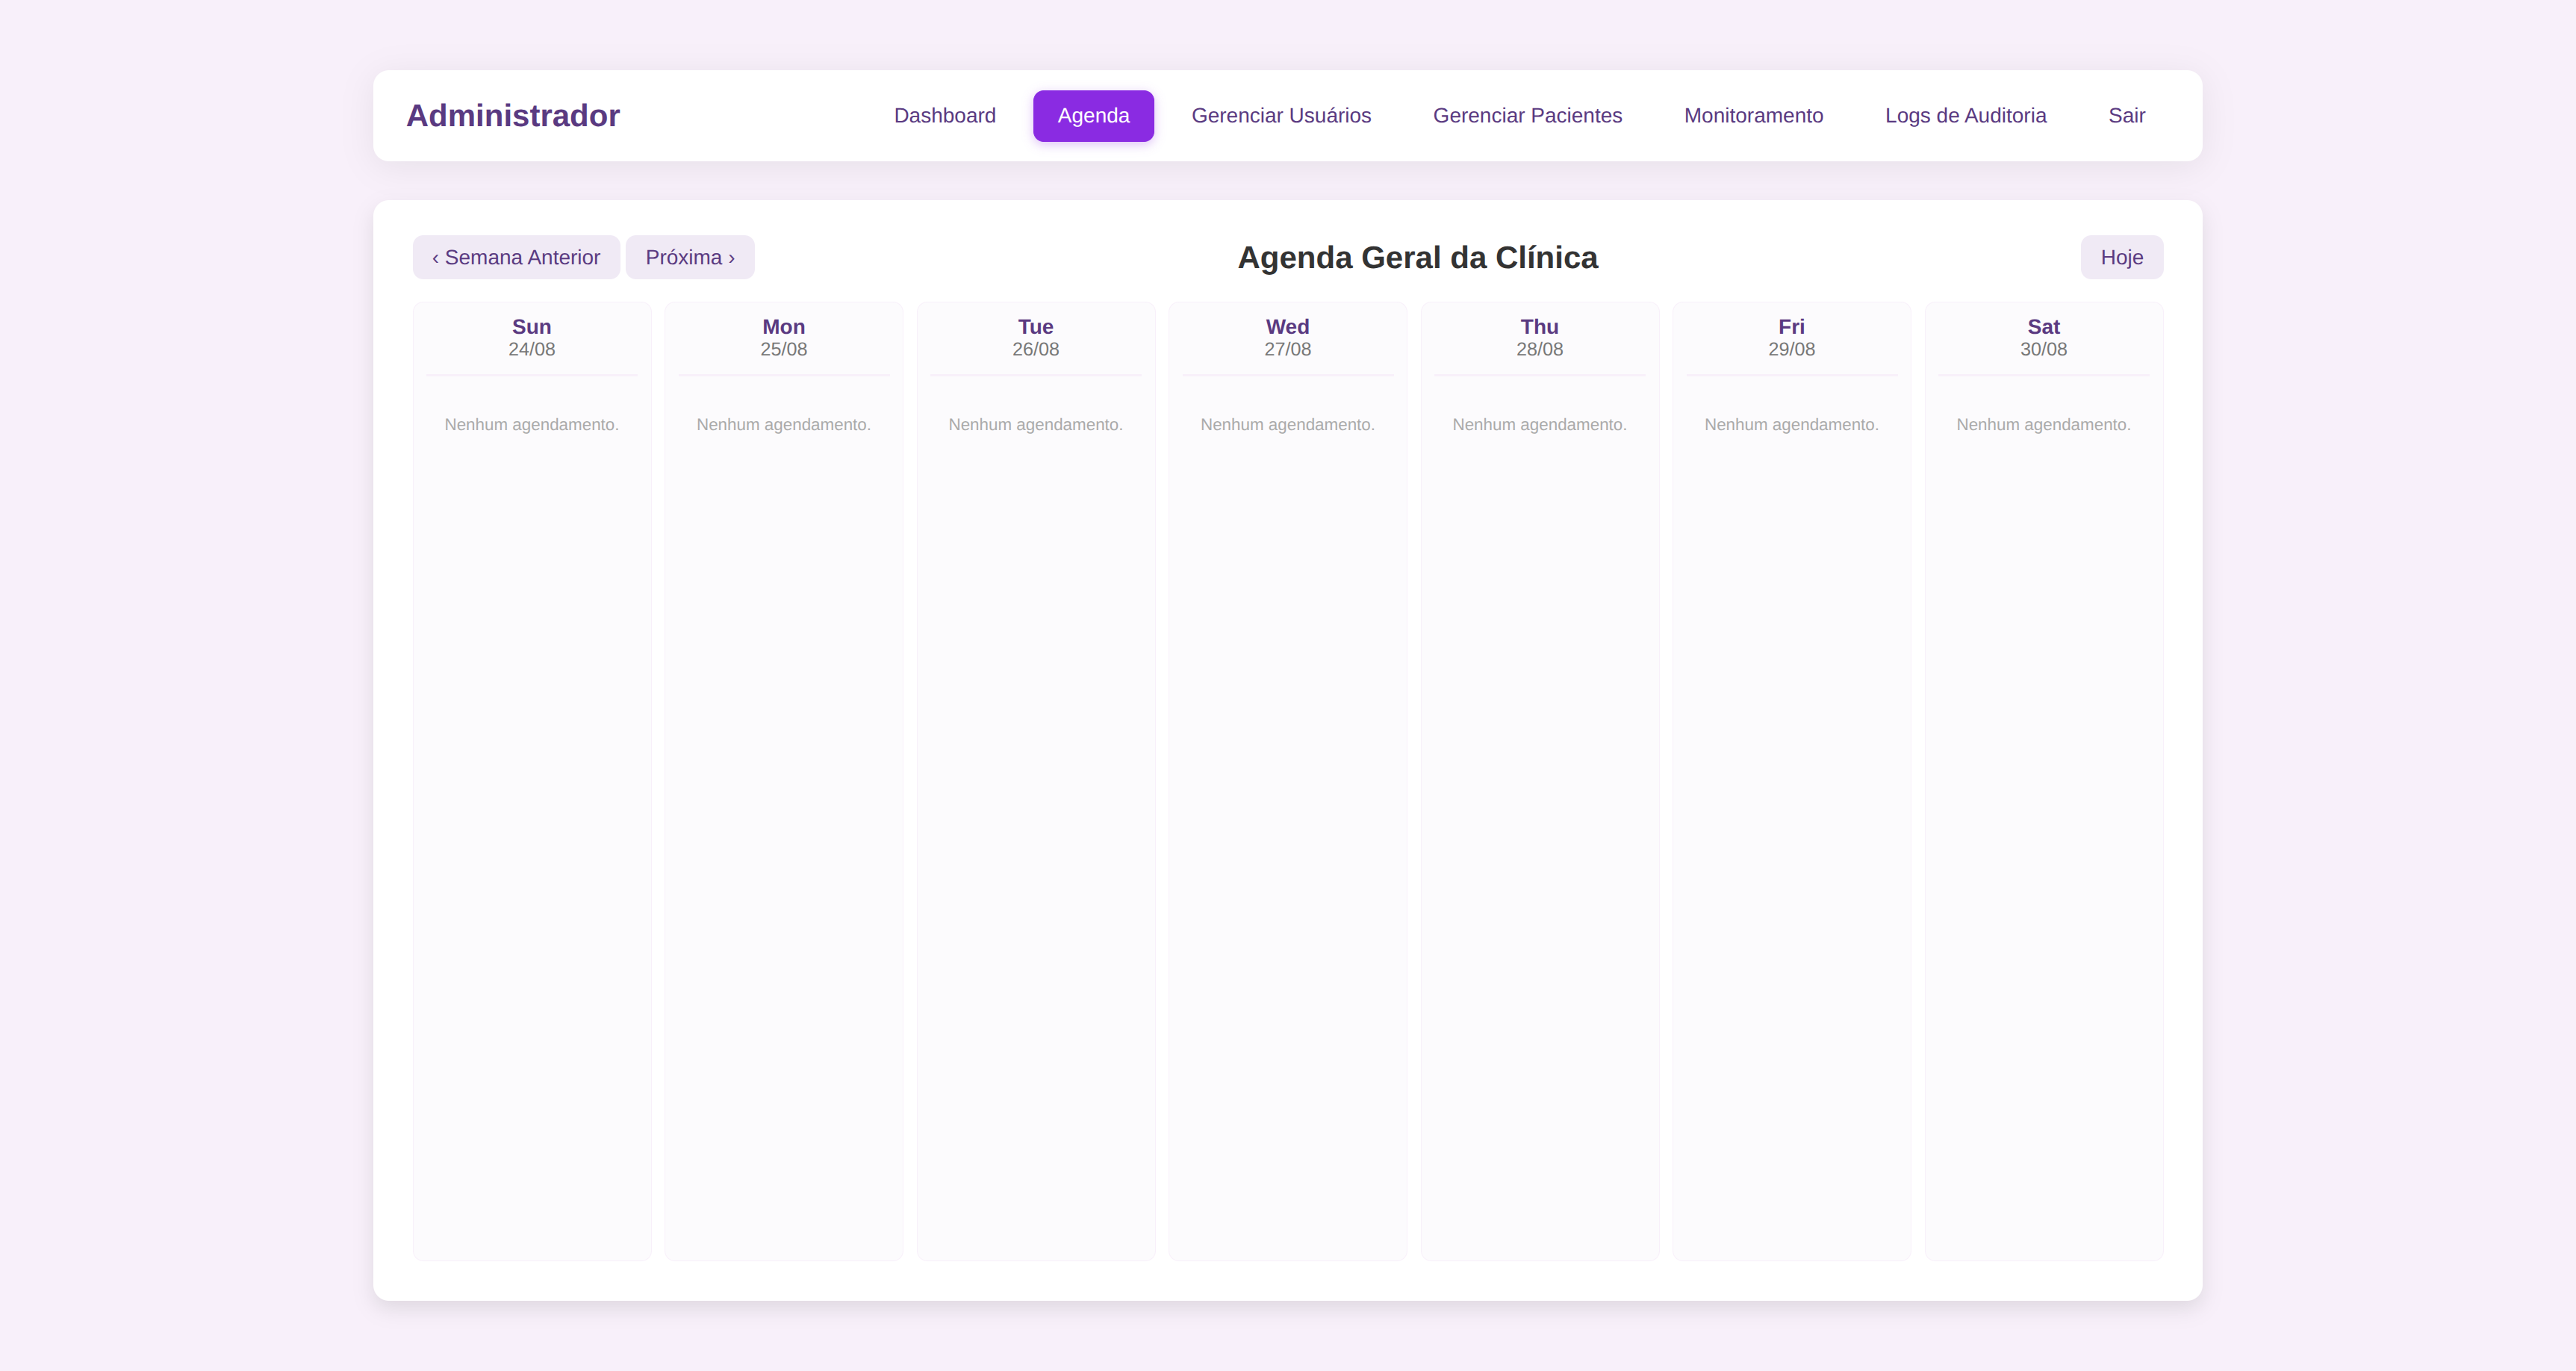 Administrador
Dashboard Agenda Gerenciar Usuários Gerenciar Pacientes Monitoramento Logs de Auditoria Sair
‹ Semana Anterior Próxima › Agenda Geral da Clínica Hoje
Sun Mon Tue Wed Thu Fri Sat
24/08 25/08 26/08 27/08 28/08 29/08 30/08
Nenhum agendamento. Nenhum agendamento. Nenhum agendamento. Nenhum agendamento. Nenhum agendamento. Nenhum agendamento. Nenhum agendamento.